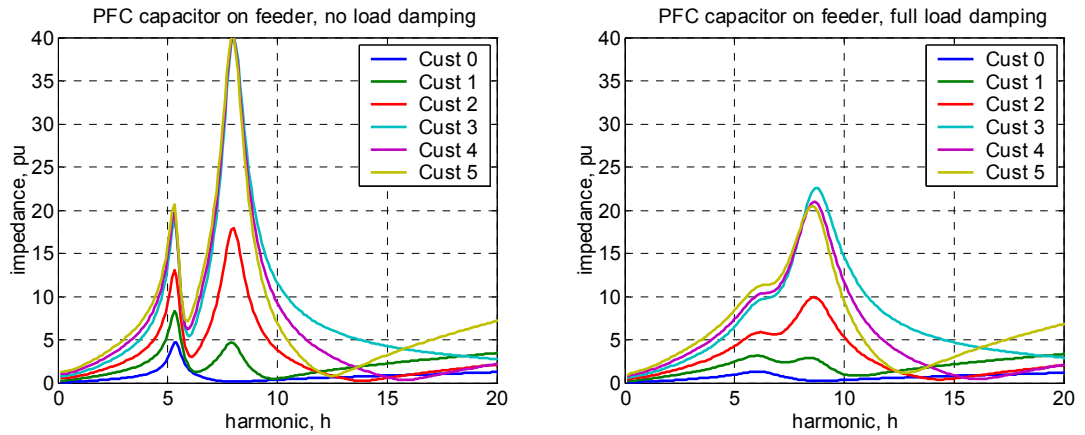 PFC capacitor on feeder, no load damping
40
35
30
25
20
15
10
5
0
impedance, pu
0
5
10
15
20
harmonic, h
Cust 0
Cust 1
Cust 2
Cust 3
Cust 4
Cust 5
PFC capacitor on feeder, full load damping
40
35
30
25
20
15
10
5
0
impedance, pu
0
5
10
15
20
harmonic, h
Cust 0
Cust 1
Cust 2
Cust 3
Cust 4
Cust 5